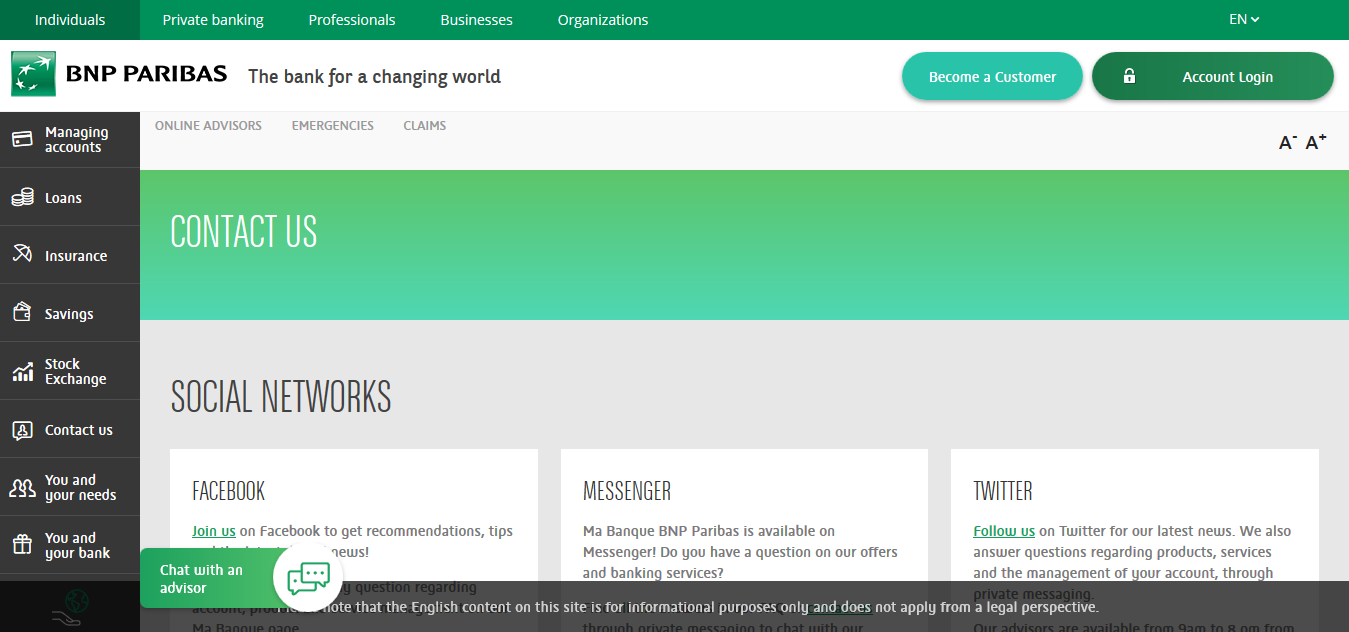 Individuals
Private banking
Professionals
Businesses
Organizations
EN
BNP PARIBAS
The bank for a changing world
Become a Customer
Account Login
Managing
accounts
Loans
Insurance
Savings
Stock
Exchange
Contact us
You and
your needs
You and
your bank
ONLINE ADVISORS
EMERGENCIES
CLAIMS
A- A+
CONTACT US
SOCIAL NETWORKS
FACEBOOK
Join us on Facebook to get recommendations, tips
news!
question regarding
account,
Ma Banque page
MESSENGER
Ma Banque BNP Paribas is available on
Messenger! Do you have a question on our offers
and banking services?
through private messaging to chat with our
TWITTER
Follow us on Twitter for our latest news. We also
answer questions regarding products, services
and the management of your account, through
private messaging.
Our advisors are available from 9am to 8 pm from
Chat with an
advisor
note that the English content on this site is for informational purposes only and does not apply from a legal perspective.